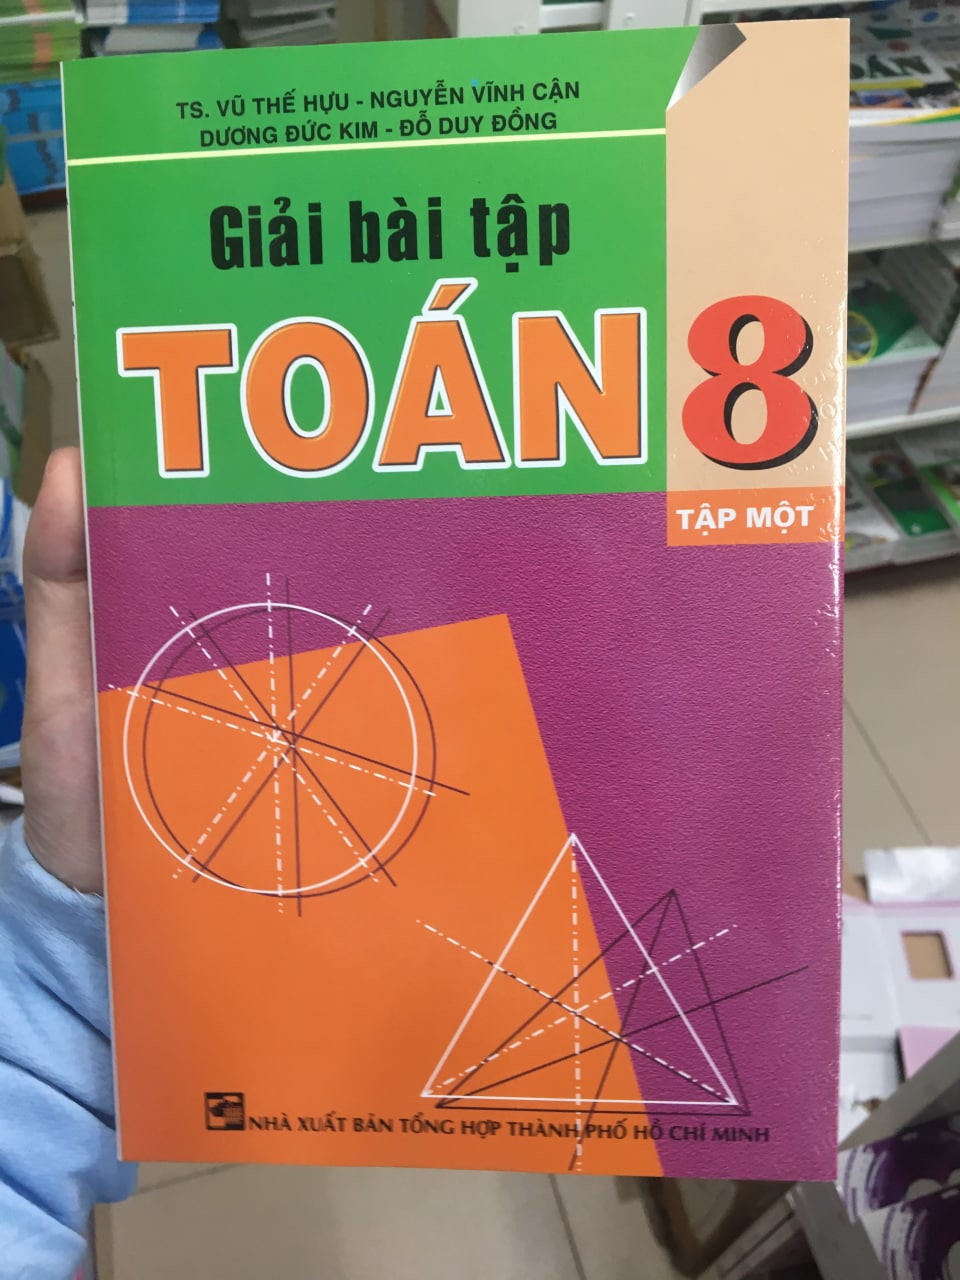 TS. VŨ THẾ HỰU - NGUYỄN VĨNH CẬN
DƯƠNG ĐỨC KIM - ĐỖ DUY ĐỒNG
Giải bài tập
TOÁN 8
TẬP MỘT
NHÀ XUẤT BẢN TỔNG HỢP THÀNH PHỐ HỒ CHÍ MINH